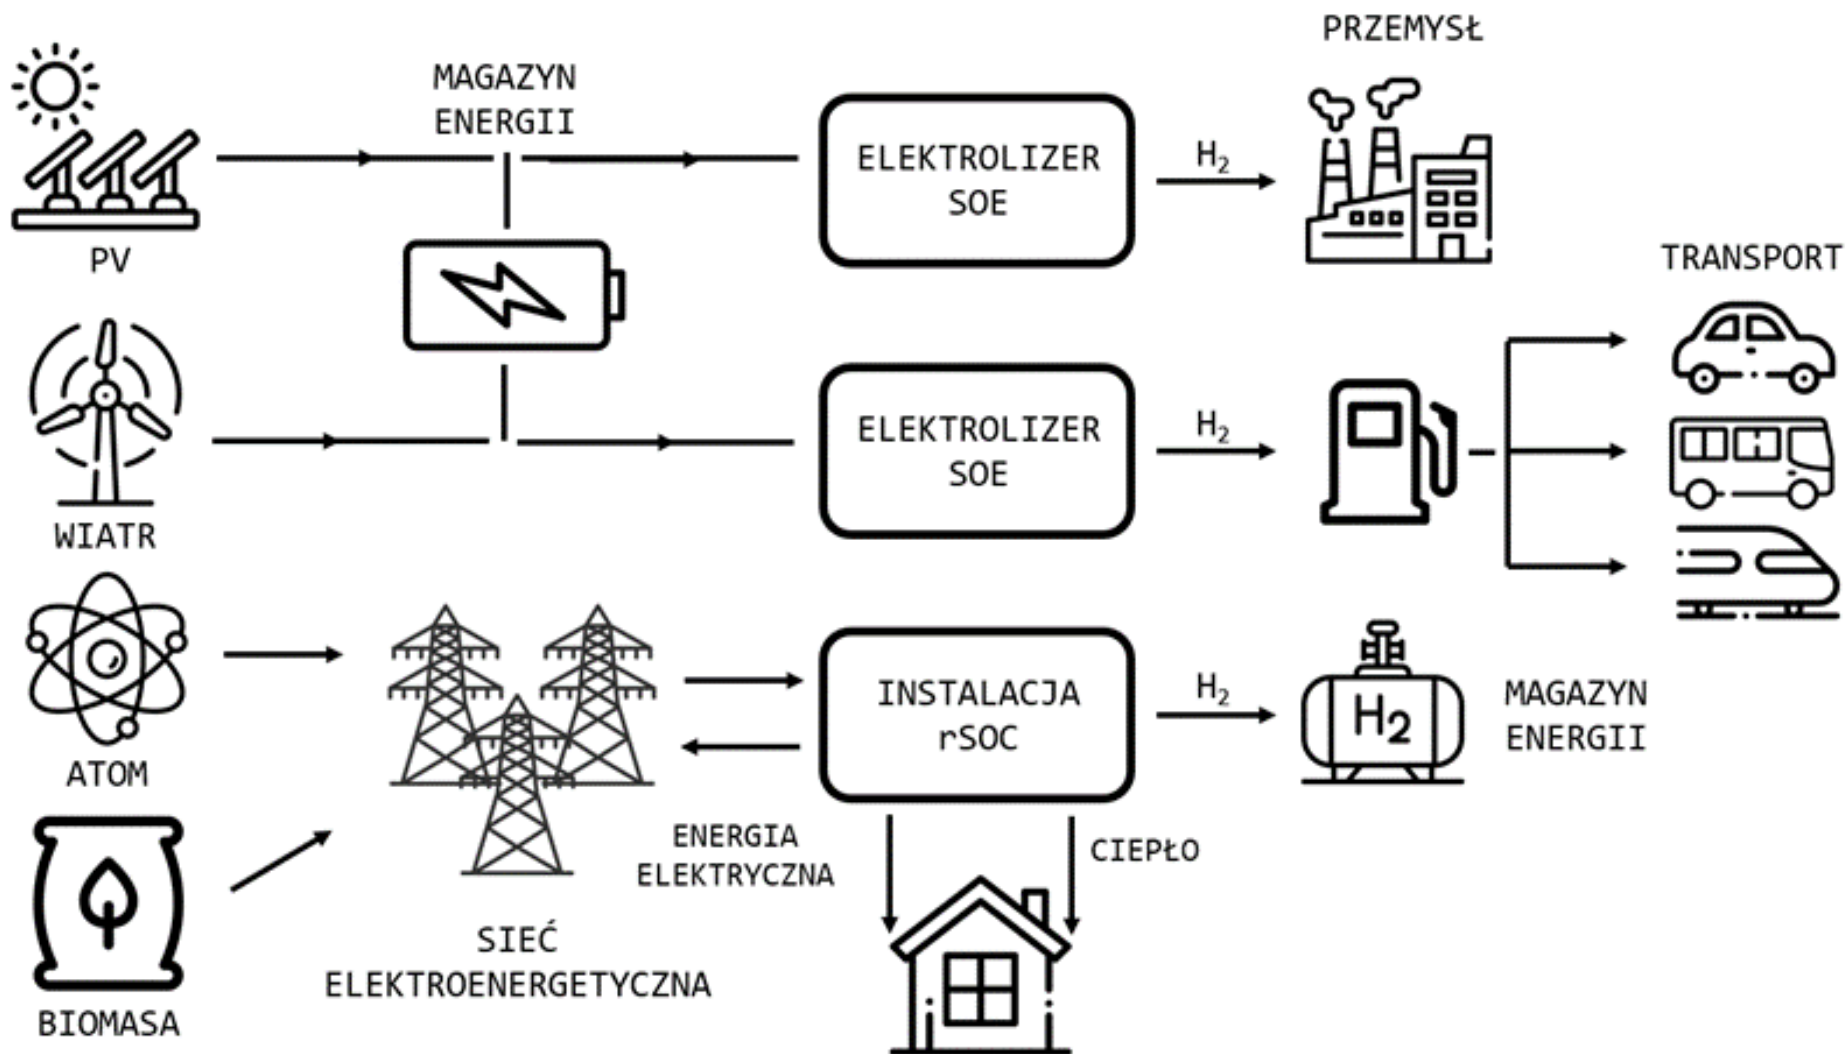 PRZEMYSŁ
MAGAZYN
ENERGII
ELEKTROLIZER
SOE
H₂
PV
TRANSPORT
ELEKTROLIZER
SOE
H₂
WIATR
INSTALACJA
rSOC
H₂
H₂
MAGAZYN
ENERGII
ATOM
ENERGIA
ELEKTRYCZNA
CIEPŁO
SIEĆ
ELEKTROENERGETYCZNA
BIOMASA